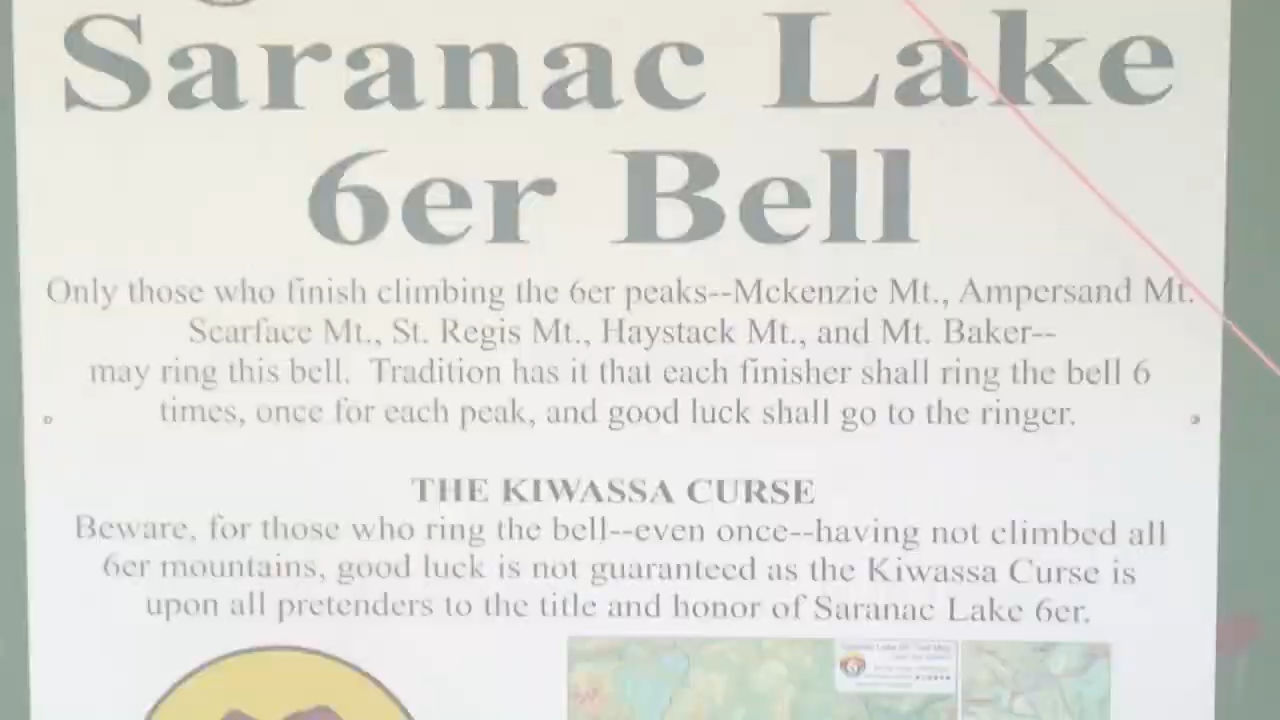 Saranac Lake
6er Bell
Only those who finish climbing the 6er peaks--Mckenzie Mt., Ampersand Mt.
Scarface Mt., St. Regis Mt., Haystack Mt., and Mt. Baker--
may ring this bell. Tradition has it that each finisher shall ring the bell 6
times, once for each peak, and good luck shall go to the ringer.
THE KIWASSA CURSE
Beware, for those who ring the bell--even once--having not climbed all
6er mountains, good luck is not guaranteed as the Kiwassa Curse is
upon all pretenders to the title and honor of Saranac Lake 6er.